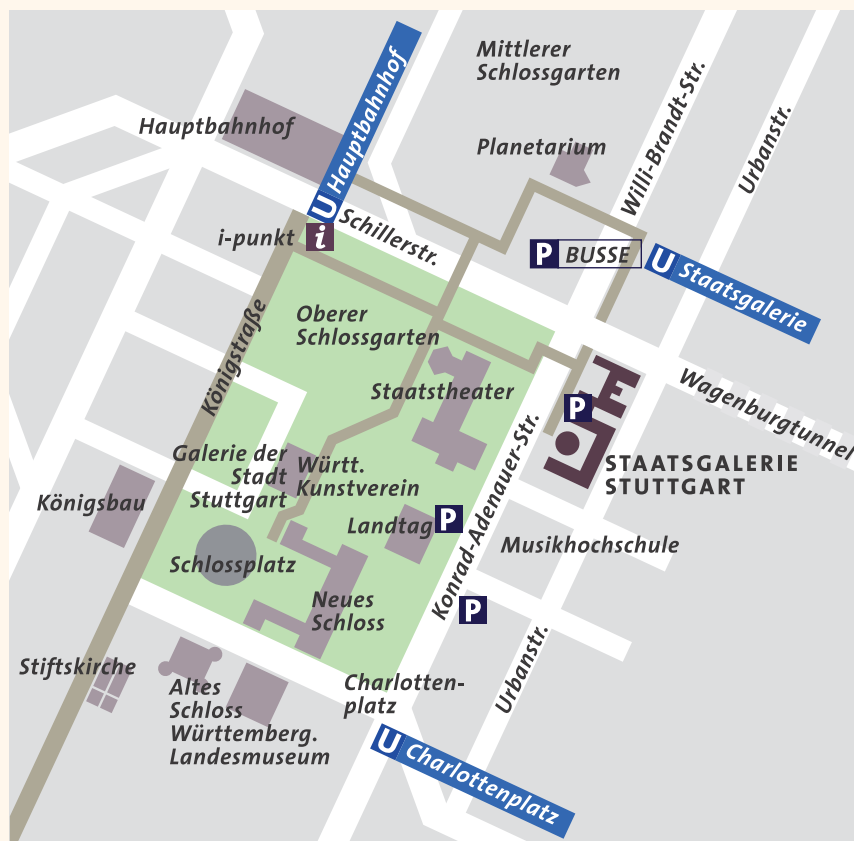 Mittlerer
Schlossgarten
Hauptbahnhof
U Hauptbahnhof
Planetarium
Willi-Brandt-Str.
Urbanstr.
i-punkt i
Schillerstr.
P BUSSE
U Staatsgalerie
Oberer
Schlossgarten
Königstraße
Staatstheater
Wagenburgtunnel
P
Galerie der
Stadt
Stuttgart
Württ.
Kunstverein
STAATSGALERIE
STUTTGART
Königsbau
Landtag P
Konrad-Adenauer-Str.
Musikhochschule
Schlossplatz
Neues
Schloss
P
Urbanstr.
Stiftskirche
Altes
Schloss
Württemberg.
Landesmuseum
Charlotten-
platz
U Charlottenplatz